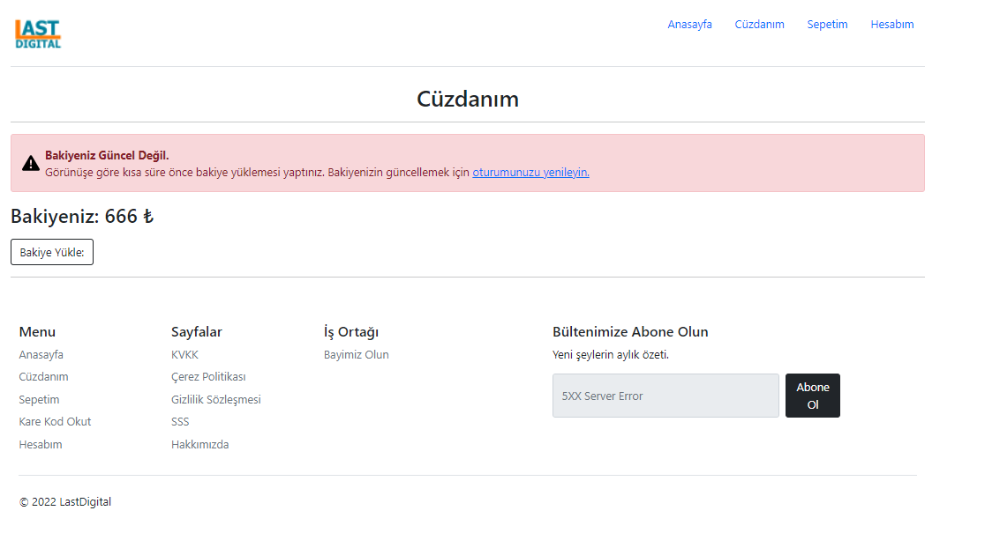 LAST
DIGITAL
Anasayfa Cüzdanım Sepetim Hesabım
Cüzdanım
Bakiyeniz Güncel Değil.
Görünüşe göre kısa süre önce bakiye yüklemesi yaptınız. Bakiyenizin güncellemek için oturumunuzu yenileyin.
Bakiyeniz: 666 ₺
Bakiye Yükle:
Menu
Anasayfa
Cüzdanım
Sepetim
Kare Kod Okut
Hesabım
Sayfalar
KVKK
Çerez Politikası
Gizlilik Sözleşmesi
SSS
Hakkımızda
İş Ortağı
Bayimiz Olun
Bültenimize Abone Olun
Yeni şeylerin aylık özeti.
5XX Server Error
Abone
Ol
© 2022 LastDigital